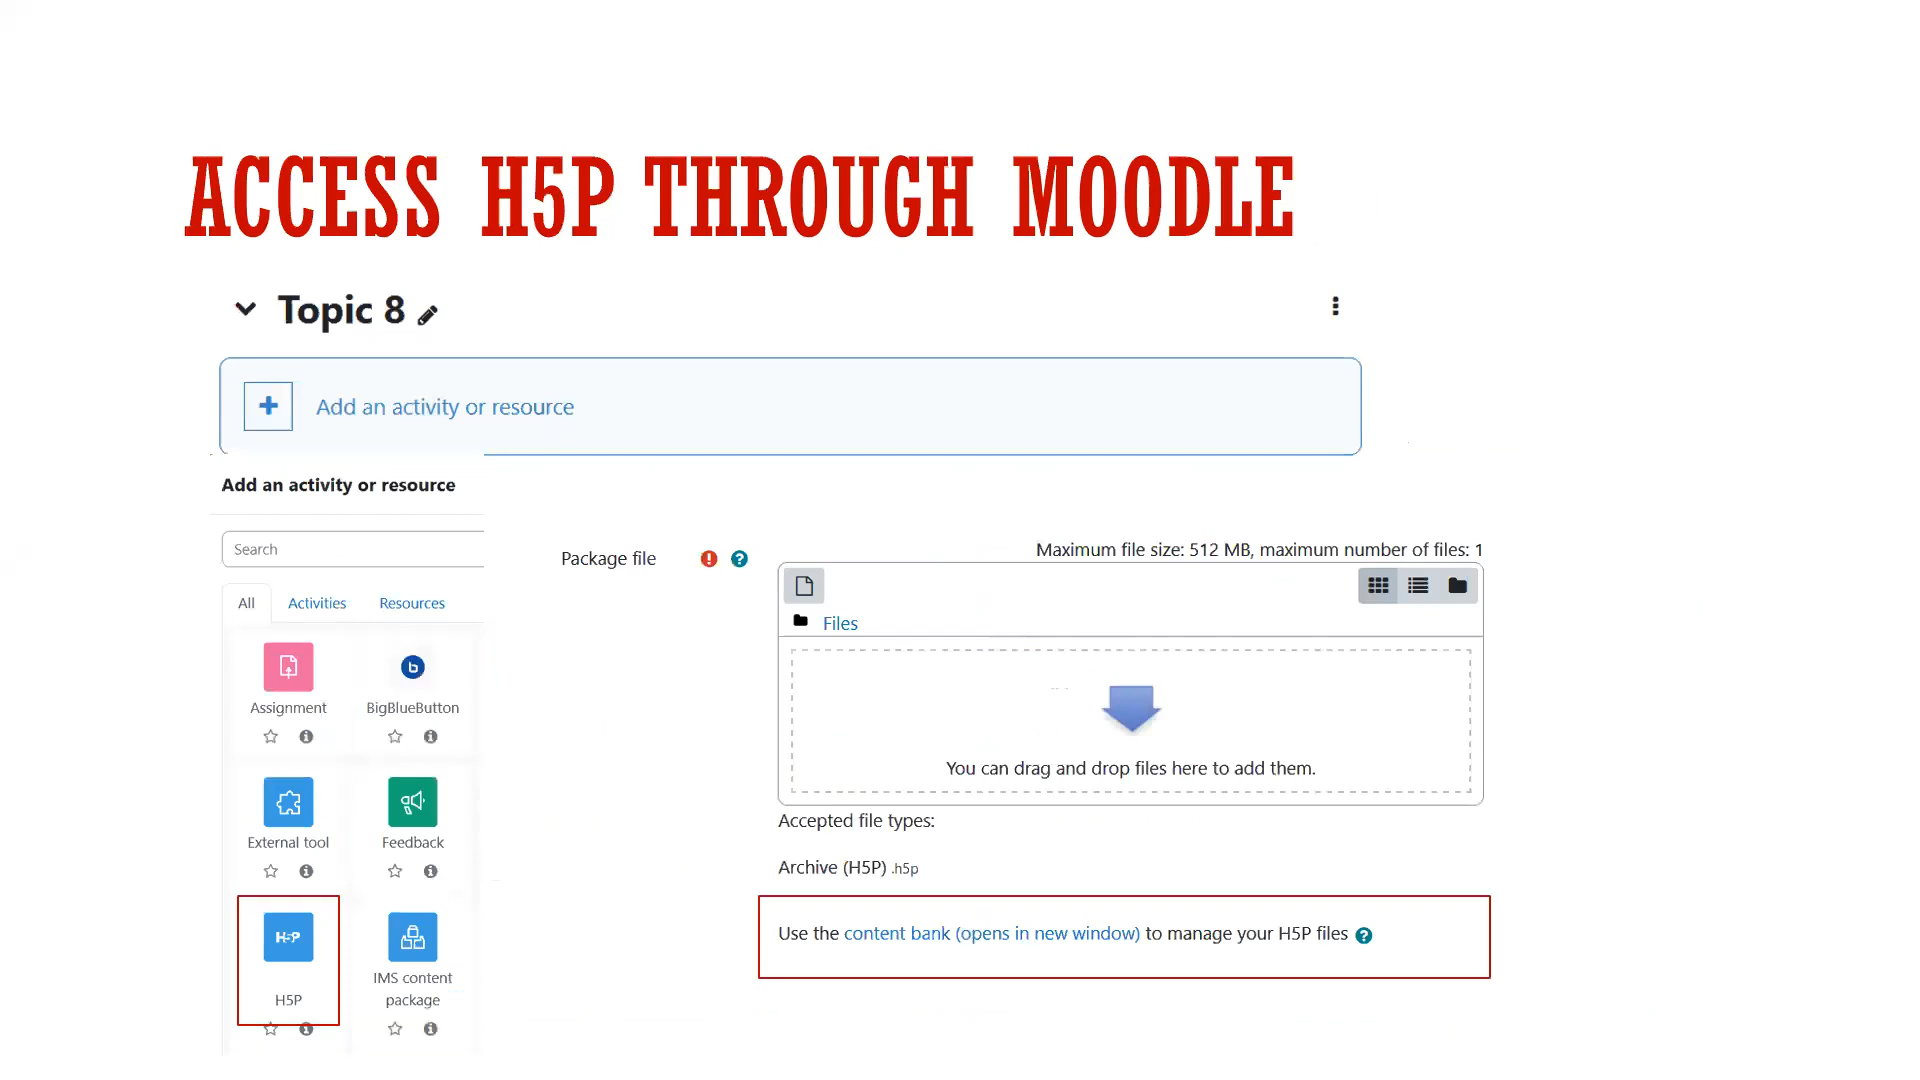 ACCESS H5P THROUGH MOODLE
Topic 8
Add an activity or resource
Add an activity or resource
Search
All Activities Resources
Assignment BigBlueButton
External tool Feedback
H5P
H5P
IMS content
package
Package file
Maximum file size: 512 MB, maximum number of files: 1
Files
You can drag and drop files here to add them.
Accepted file types:
Archive (H5P) .h5p
Use the content bank (opens in new window) to manage your H5P files